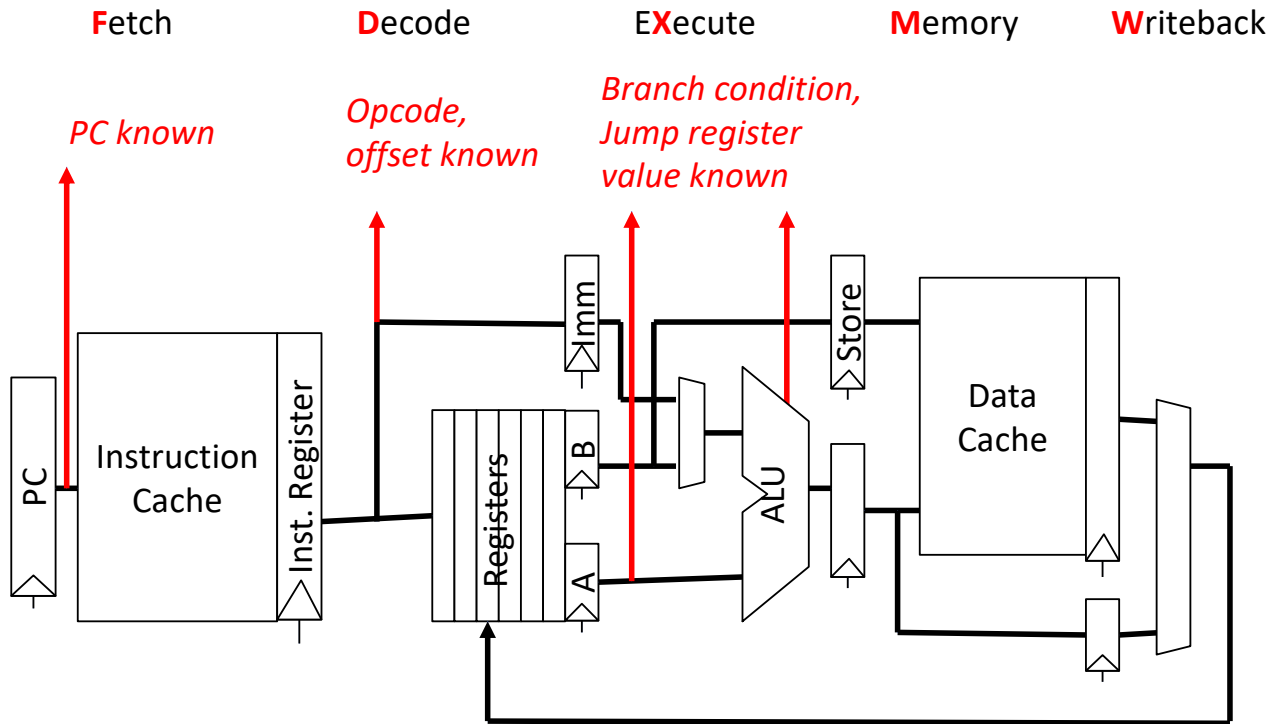 Fetch
Decode
EXecute
Memory
Writeback
PC known
Opcode,
offset known
Branch condition,
Jump register
value known
PC
Instruction
Cache
Inst. Register
Registers
Imm
B
A
ALU
Store
Data
Cache